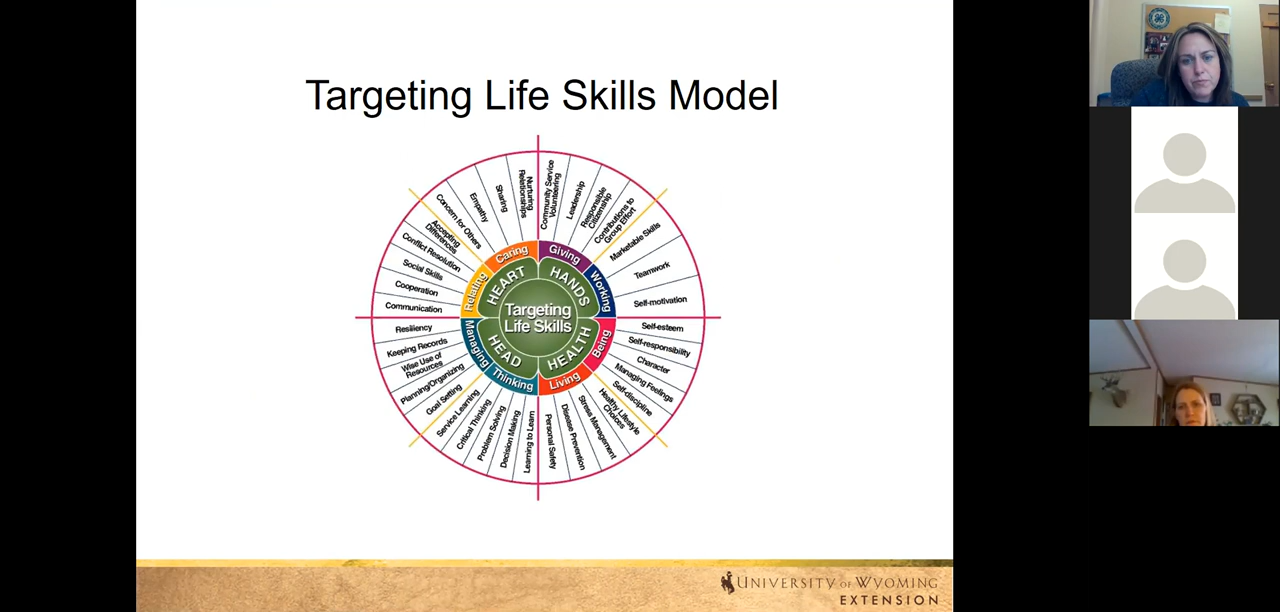 Targeting Life Skills Model
Targeting
Life Skills
HEART
HANDS
HEALTH
HEAD
Caring
Giving
Working
Being
Living
Thinking
Managing
Relating
Nurturing
Relationships
Sharing
Empathy
Concern for Others
Accepting
Differences
Conflict Resolution
Social Skills
Cooperation
Communication
Community Service
Volunteering
Leadership
Responsible
Citizenship
Contributions to
Group Effort
Marketable Skills
Teamwork
Self-motivation
Self-esteem
Self-responsibility
Character
Managing Feelings
Self-discipline
Healthy Lifestyle
Choices
Stress Management
Disease Prevention
Personal Safety
Learning to Learn
Decision Making
Problem Solving
Critical Thinking
Service Learning
Goal Setting
Planning/Organizing
Wise Use of
Resources
Keeping Records
Resiliency
UNIVERSITY OF WYOMING
EXTENSION